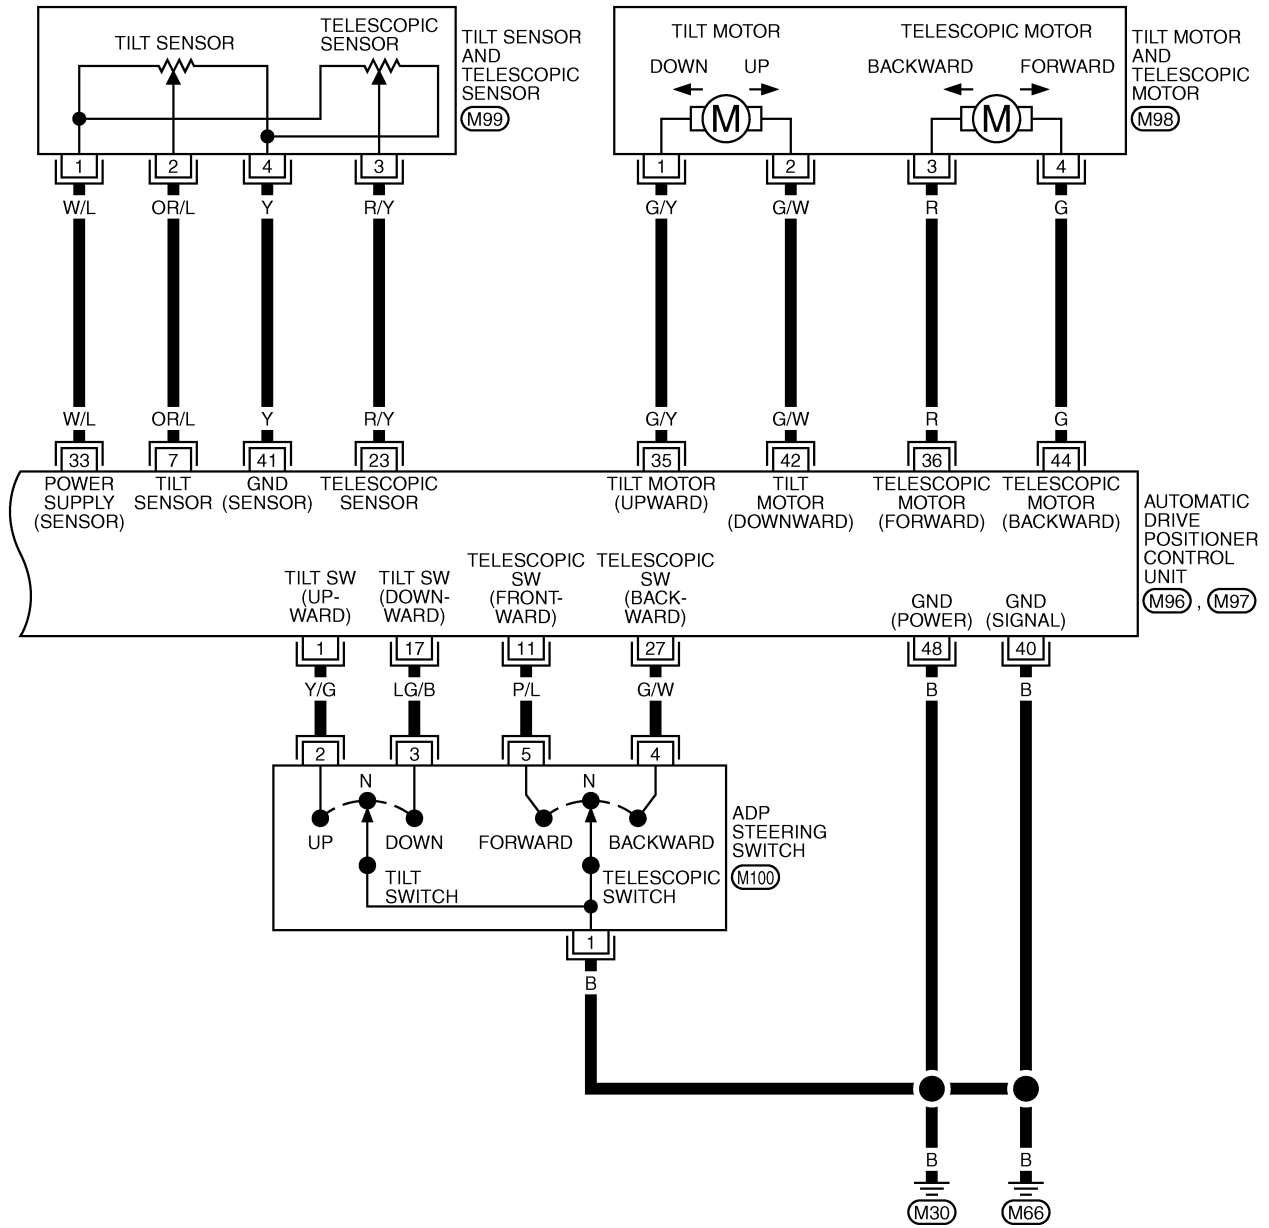 TILT SENSOR
TELESCOPIC
SENSOR
TILT SENSOR
AND
TELESCOPIC
SENSOR
M99
1
2
4
3
W/L
OR/L
Y
R/Y
TILT MOTOR
TELESCOPIC MOTOR
DOWN
UP
BACKWARD
FORWARD
M
M
TILT MOTOR
AND
TELESCOPIC
MOTOR
M98
1
2
3
4
G/Y
G/W
R
G
W/L
OR/L
Y
R/Y
G/Y
G/W
R
G
33
7
41
23
35
42
36
44
POWER
SUPPLY
(SENSOR)
TILT
SENSOR
GND
(SENSOR)
TELESCOPIC
SENSOR
TILT MOTOR
(UPWARD)
TILT
MOTOR
(DOWNWARD)
TELESCOPIC
MOTOR
(FORWARD)
TELESCOPIC
MOTOR
(BACKWARD)
AUTOMATIC
DRIVE
POSITIONER
CONTROL
UNIT
M96 , M97
TILT SW
(UP-
WARD)
TILT SW
(DOWN-
WARD)
TELESCOPIC
SW
(FRONT-
WARD)
TELESCOPIC
SW
(BACK-
WARD)
GND
(POWER)
GND
(SIGNAL)
1
17
11
27
48
40
Y/G
LG/B
P/L
G/W
B
B
2
3
5
4
N
N
UP
DOWN
FORWARD
BACKWARD
TILT
SWITCH
TELESCOPIC
SWITCH
ADP
STEERING
SWITCH
M100
1
B
B
B
M30
M66